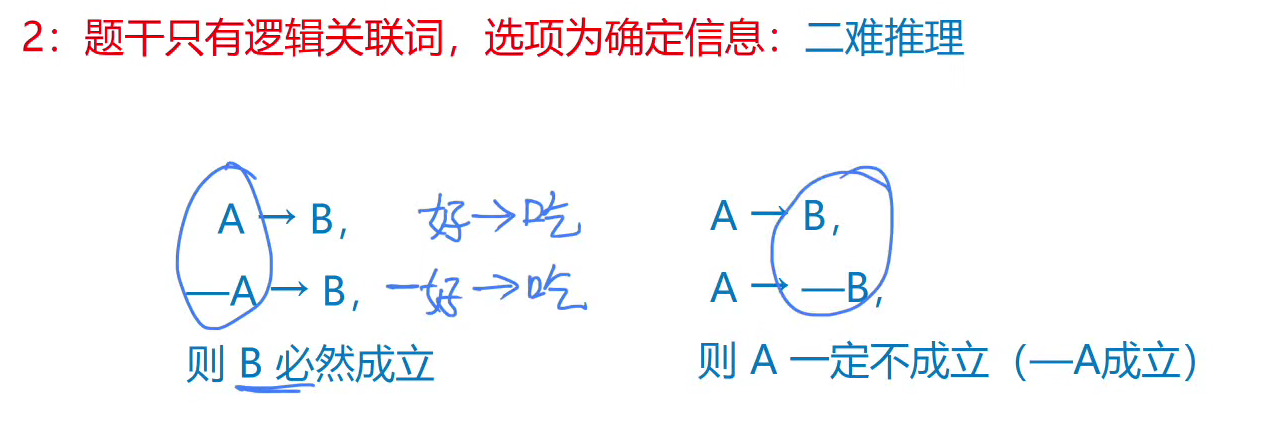 2：题干只有逻辑关联词，选项为确定信息：二难推理
A → B, 好→吃 A → B,
—A → B, —好→吃 A → —B,
则 B 必然成立 则 A 一定不成立（—A成立）